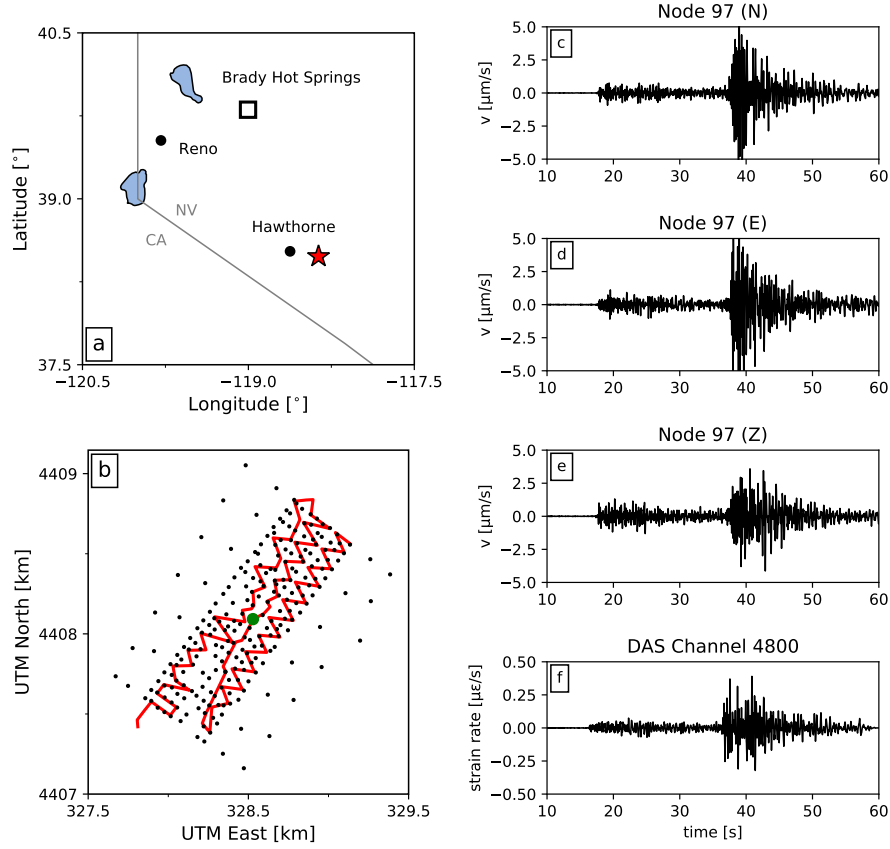 40.5
39.0
37.5
Latitude [°]
Brady Hot Springs
Reno
NV
CA
Hawthorne
a
−120.5
−119.0
−117.5
Longitude [°]
b
4409
4408
4407
UTM North [km]
327.5
328.5
329.5
UTM East [km]
Node 97 (N)
c
5.0
2.5
0.0
−2.5
−5.0
v [μm/s]
10 20 30 40 50 60
Node 97 (E)
d
5.0
2.5
0.0
−2.5
−5.0
v [μm/s]
10 20 30 40 50 60
Node 97 (Z)
e
5.0
2.5
0.0
−2.5
−5.0
v [μm/s]
10 20 30 40 50 60
DAS Channel 4800
f
0.50
0.25
0.00
−0.25
−0.50
strain rate [με/s]
10 20 30 40 50 60
time [s]